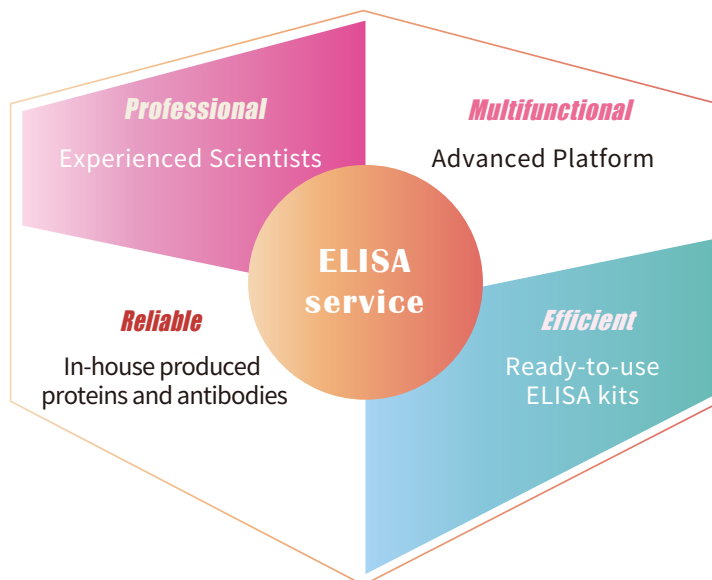 Professional
Experienced Scientists
Multifunctional
Advanced Platform
ELISA
service
Reliable
In-house produced
proteins and antibodies
Efficient
Ready-to-use
ELISA kits